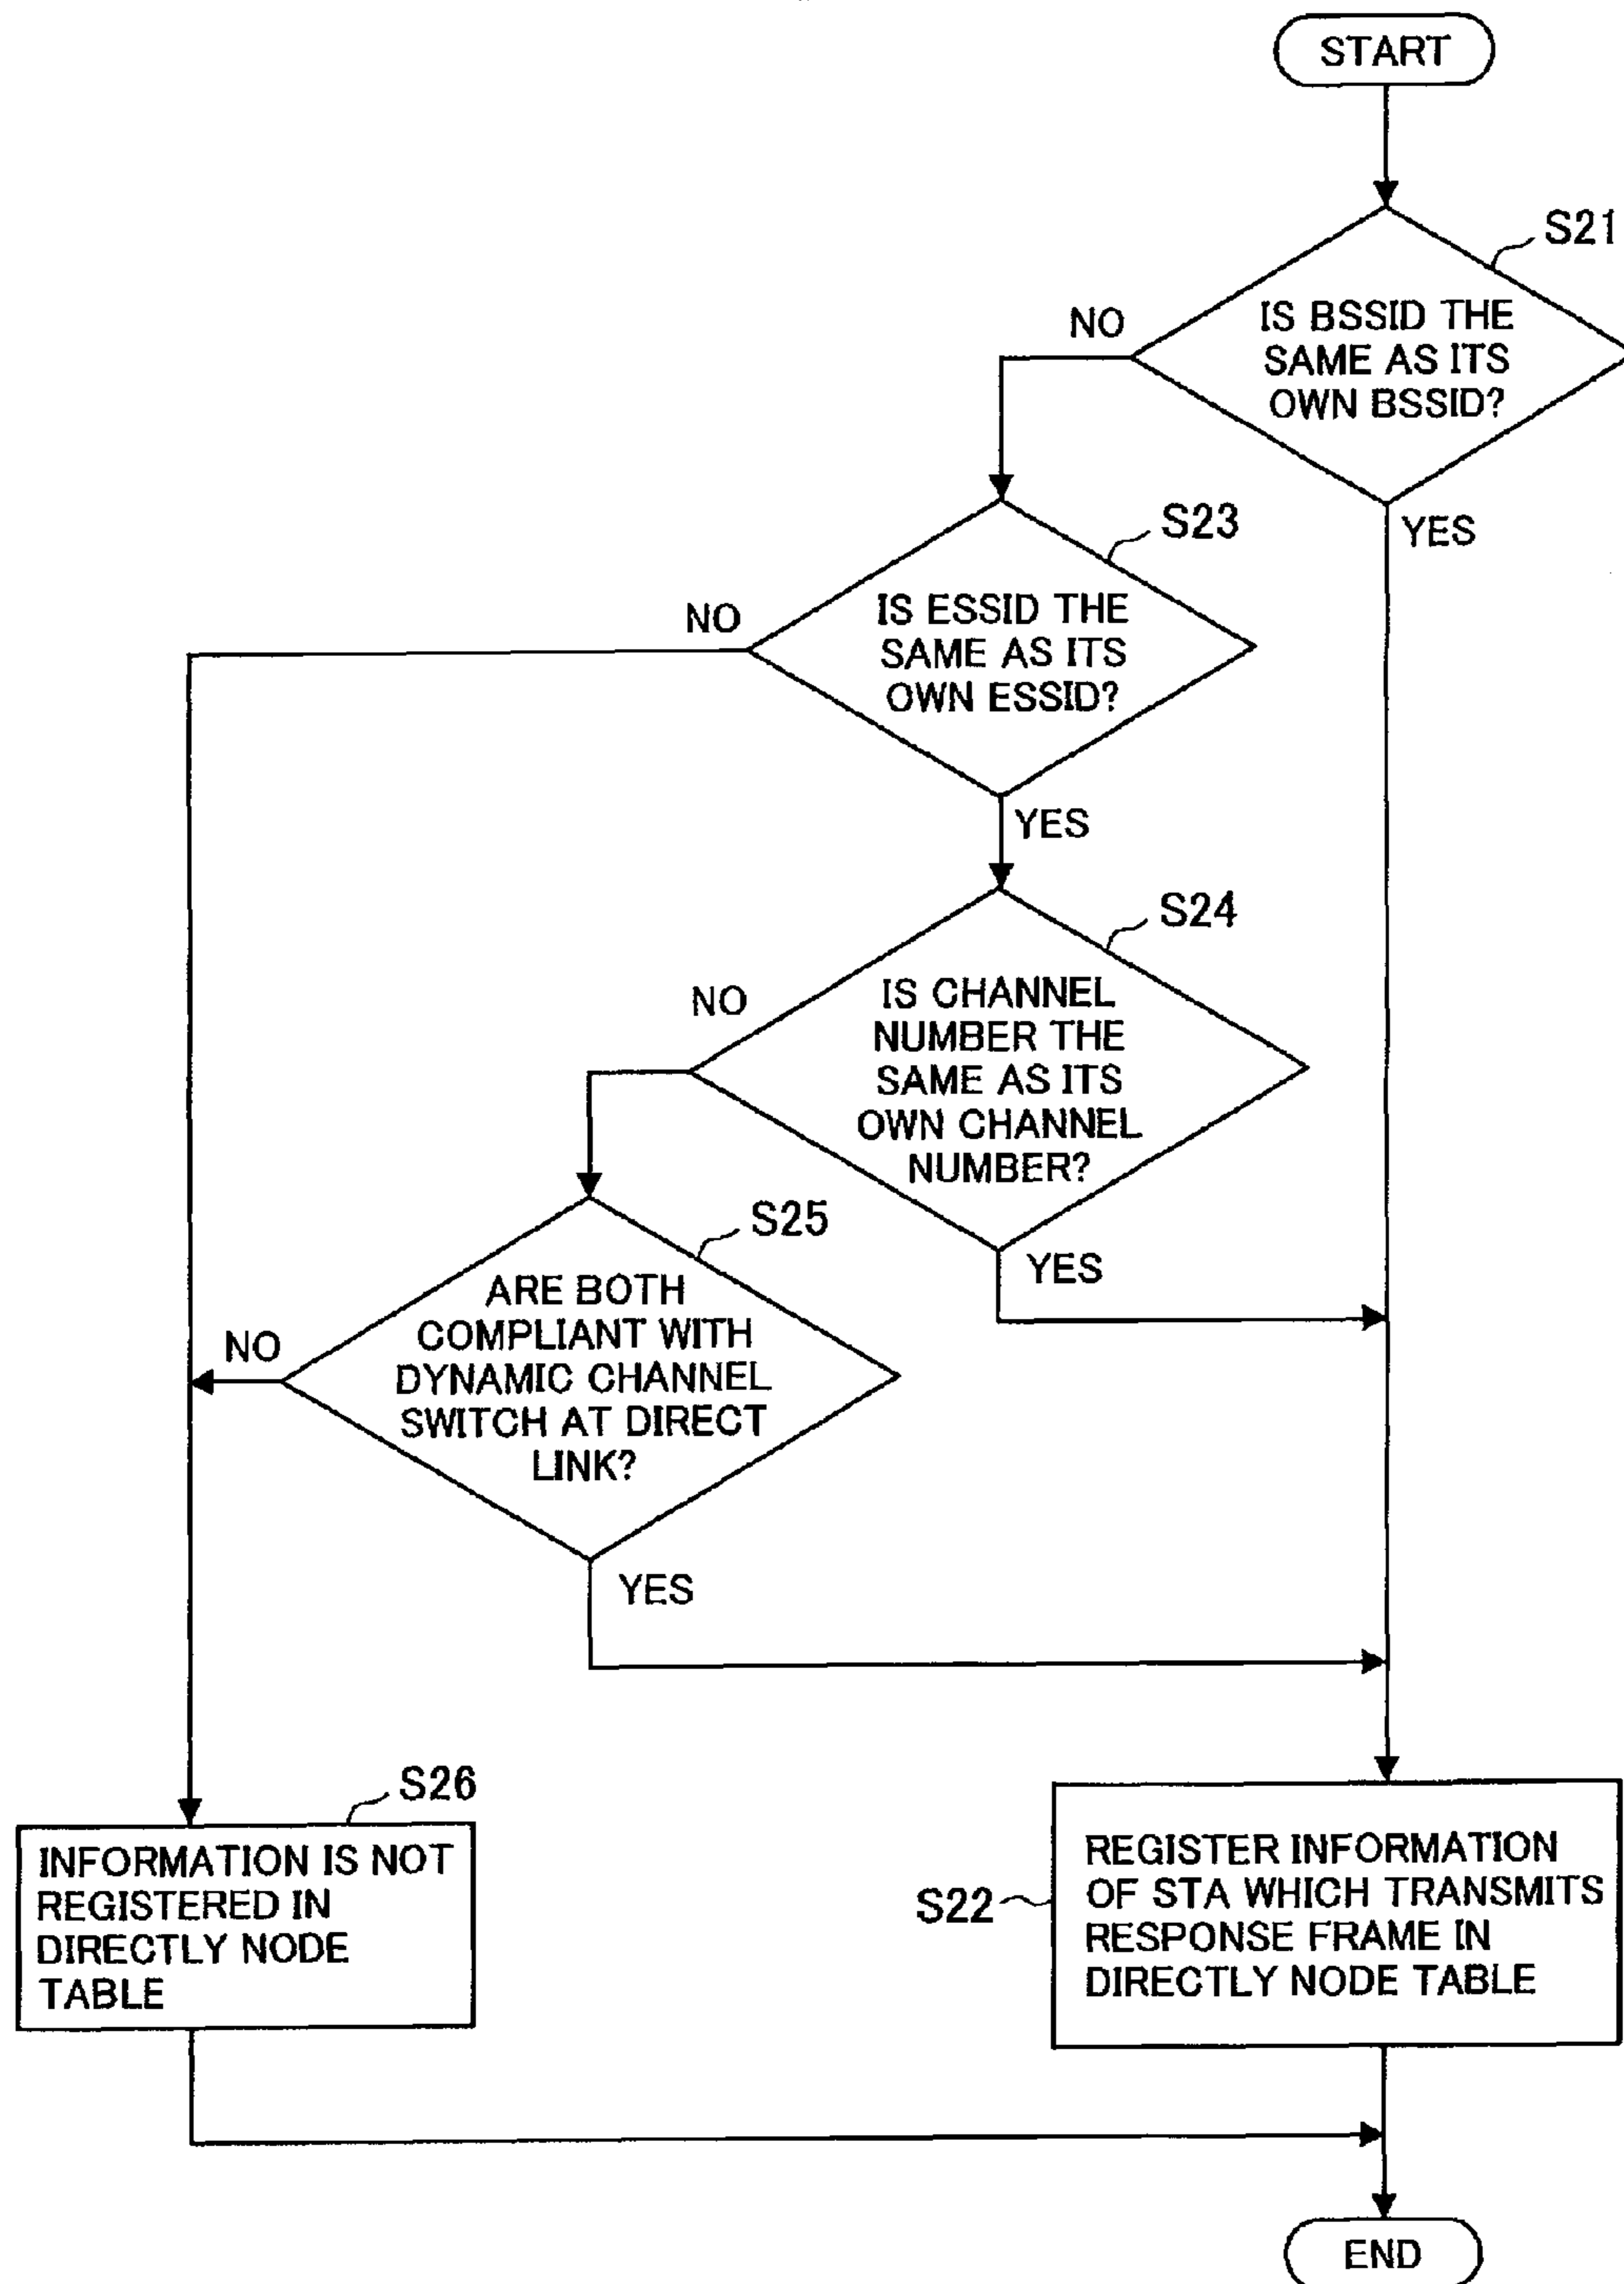 START
S21
IS BSSID THE
SAME AS ITS
OWN BSSID?
NO
YES
S23
IS ESSID THE
SAME AS ITS
OWN ESSID?
NO
YES
S24
IS CHANNEL
NUMBER THE
SAME AS ITS
OWN CHANNEL
NUMBER?
NO
YES
S25
ARE BOTH
COMPLIANT WITH
DYNAMIC CHANNEL
SWITCH AT DIRECT
LINK?
NO
YES
S26
INFORMATION IS NOT
REGISTERED IN
DIRECTLY NODE
TABLE
S22
REGISTER INFORMATION
OF STA WHICH TRANSMITS
RESPONSE FRAME IN
DIRECTLY NODE TABLE
END